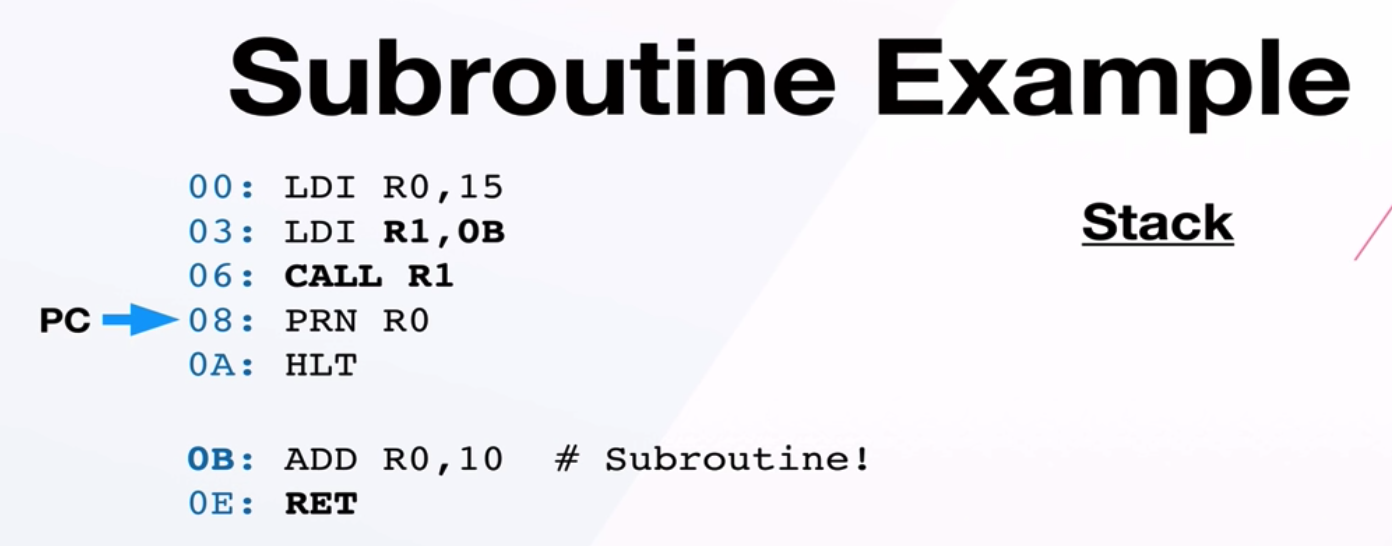 Subroutine Example
00: LDI R0,15
03: LDI R1,0B
06: CALL R1
PC 08: PRN R0
0A: HLT
0B: ADD R0,10 # Subroutine!
0E: RET
Stack